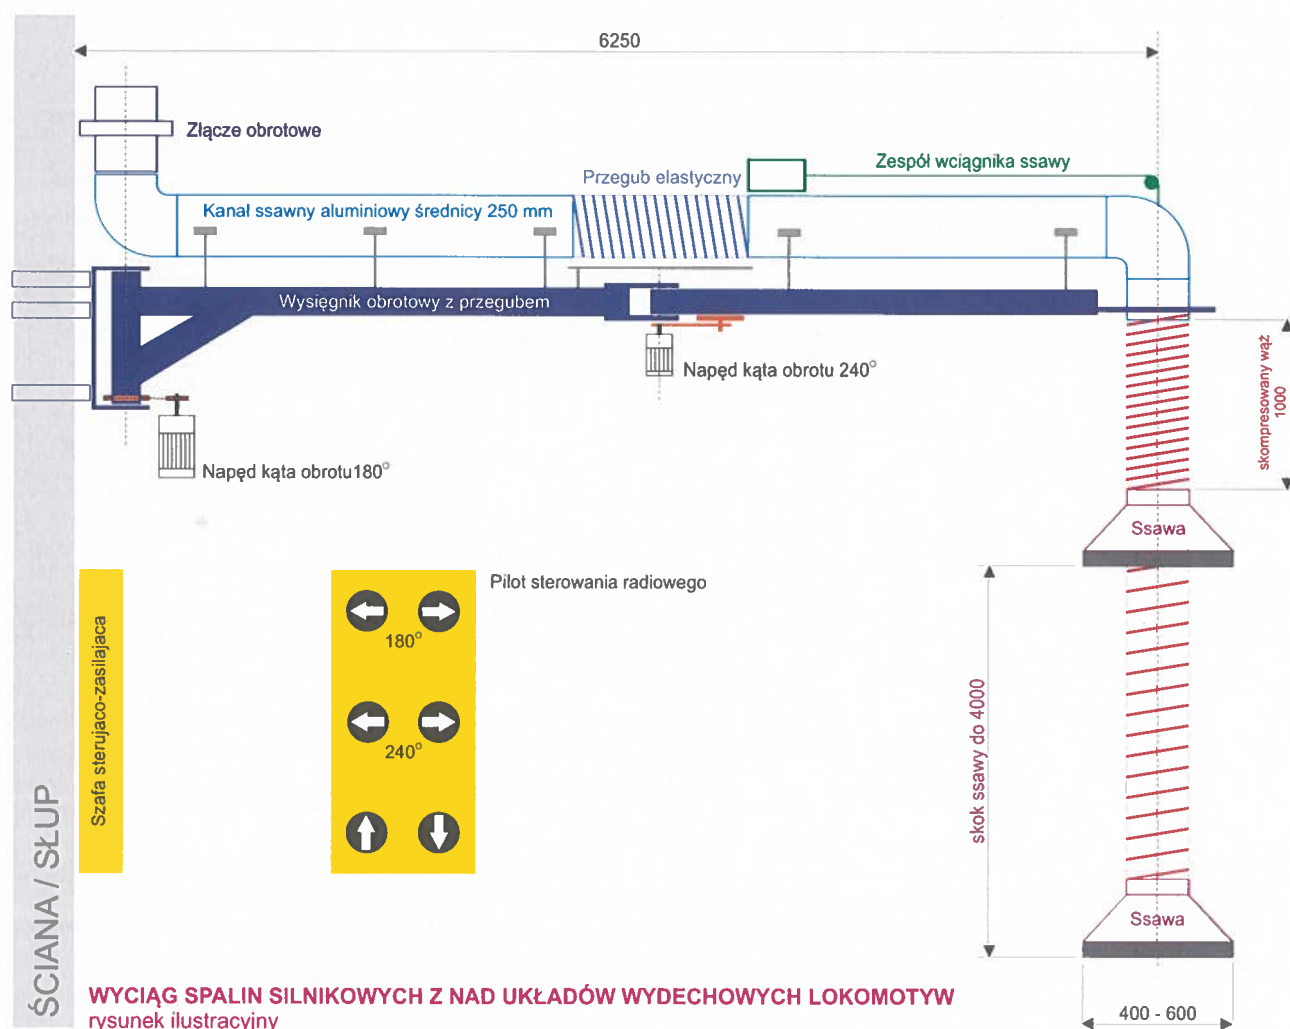 6250
Złącze obrotowe
Zespół wciągnika ssawy
Przegub elastyczny
Kanał ssawny aluminiowy średnicy 250 mm
Wysięgnik obrotowy z przegubem
Napęd kąta obrotu 240°
Napęd kąta obrotu180°
skompresowany wąż
1000
Ssawa
Pilot sterowania radiowego
180°
240°
Szafa sterujaco-zasilajaca
skok ssawy do 4000
Ssawa
ŚCIANA / SŁUP
WYCIĄG SPALIN SILNIKOWYCH Z NAD UKŁADÓW WYDECHOWYCH LOKOMOTYW
rysunek ilustracyjny
400 - 600